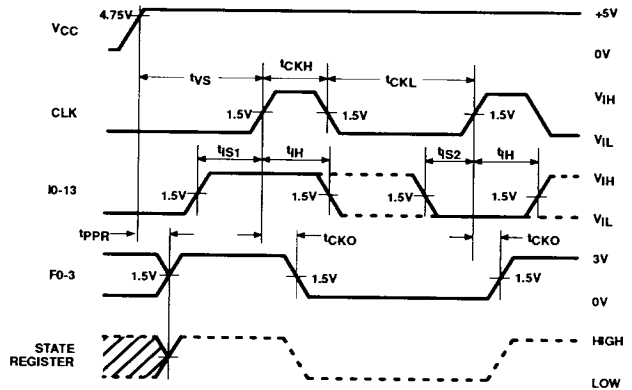 4.75V +5V
VCC
0V
tVS tCKH tCKL
VIH
CLK 1.5V 1.5V 1.5V
VIL
tIS1 tIH tIS2 tIH
VIH
I0-13 1.5V 1.5V 1.5V 1.5V
VIL
tPPR tCKO tCKO
3V
F0-3 1.5V 1.5V 1.5V
0V
HIGH
STATE
REGISTER
LOW